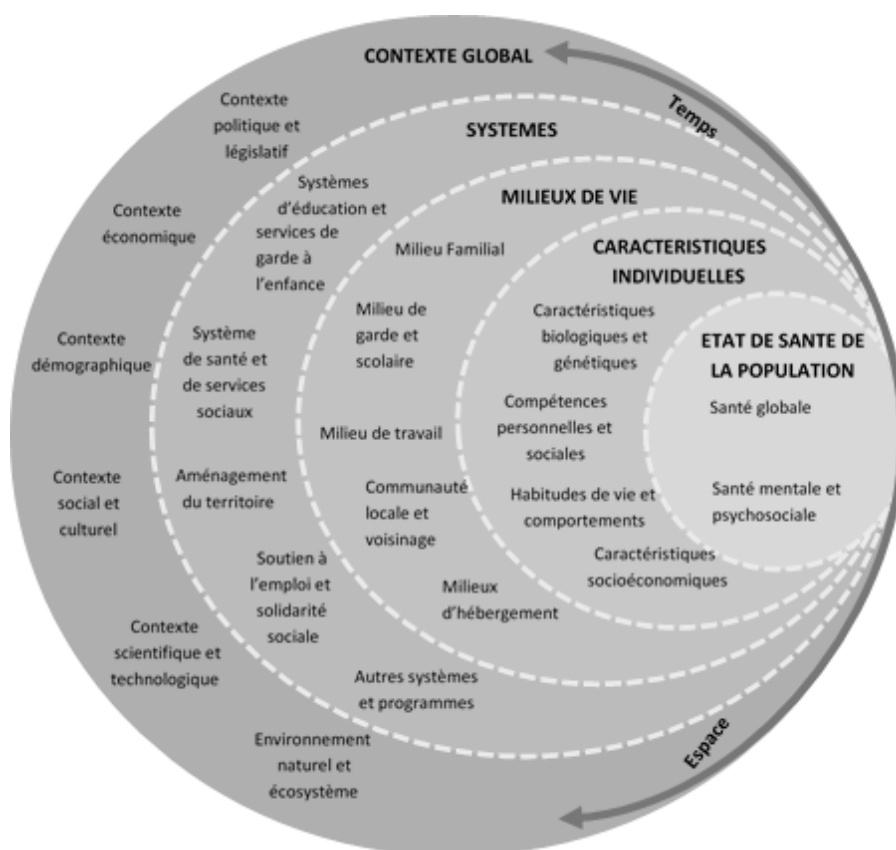 CONTEXTE GLOBAL
Temps
Contexte
politique et
législatif
Contexte
économique
Contexte
démographique
Contexte
social et
culturel
Contexte
scientifique et
technologique
Environnement
naturel et
écosystème
SYSTEMES
Systèmes
d'éducation et
services de
garde à
l'enfance
Système
de santé et
de services
sociaux
Aménagement
du territoire
Soutien à
l'emploi et
solidarité
sociale
Autres systèmes
et programmes
MILIEUX DE VIE
Milieu Familial
Milieu de
garde et
scolaire
Milieu de travail
Communauté
locale et
voisinage
Milieux
d'hébergement
CARACTERISTIQUES
INDIVIDUELLES
Caractéristiques
biologiques et
génétiques
Compétences
personnelles et
sociales
Habitudes de vie et
comportements
Caractéristiques
socioéconomiques
ETAT DE SANTE DE
LA POPULATION
Santé globale
Santé mentale et
psychosociale
Espace